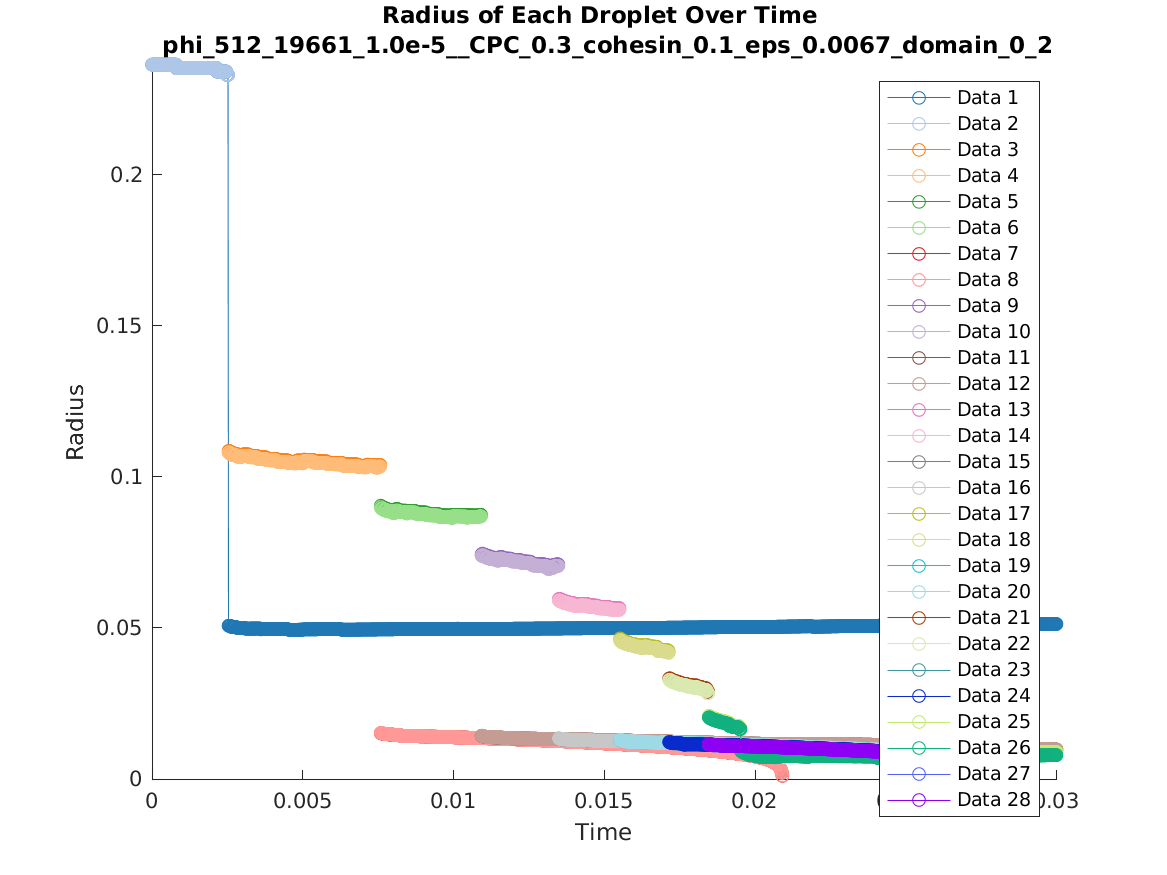 Radius of Each Droplet Over Time
phi_512_19661_1.0e-5__CPC_0.3_cohesin_0.1_eps_0.0067_domain_0_2
Radius
0.2
0.15
0.1
0.05
0
0
0.005
0.01
0.015
0.02
0.03
Time
Data 1
Data 2
Data 3
Data 4
Data 5
Data 6
Data 7
Data 8
Data 9
Data 10
Data 11
Data 12
Data 13
Data 14
Data 15
Data 16
Data 17
Data 18
Data 19
Data 20
Data 21
Data 22
Data 23
Data 24
Data 25
Data 26
Data 27
Data 28